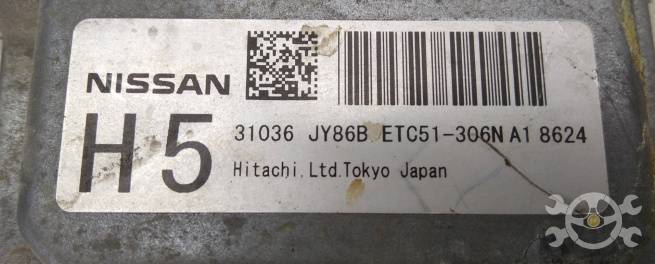 NISSAN
H5
31036 JY86B ETC51-306N A1 8624
Hitachi.Ltd.Tokyo Japan